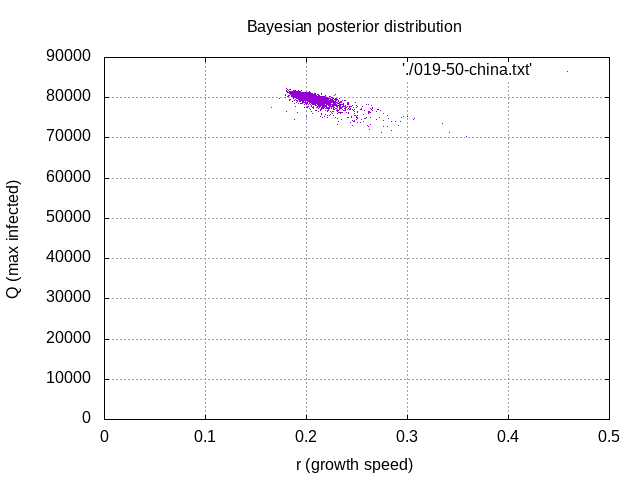 Bayesian posterior distribution
'./019-50-china.txt'
90000
80000
70000
60000
50000
40000
30000
20000
10000
0
Q (max infected)
0 0.1 0.2 0.3 0.4 0.5
r (growth speed)